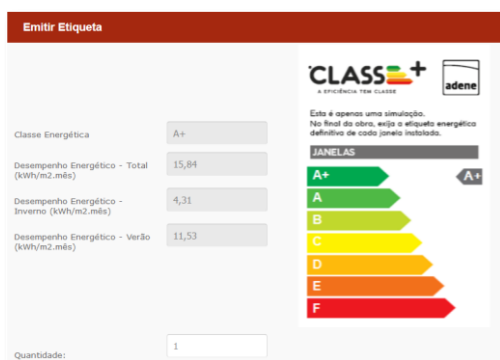 Emitir Etiqueta
CLASSE+
A EFICIÊNCIA TEM CLASSE
adene
Esta é apenas uma simulação.
No final da obra, exija a etiqueta energética
definitiva de cada janela instalada.
JANELAS
Classe Energética
A+
Desempenho Energético - Total
(kWh/m2.mês)
15,84
Desempenho Energético -
Inverno (kWh/m2.mês)
4,31
Desempenho Energético - Verão
(kWh/m2.mês)
11,53
Quantidade:
1
A+
A+
A
B
C
D
E
F